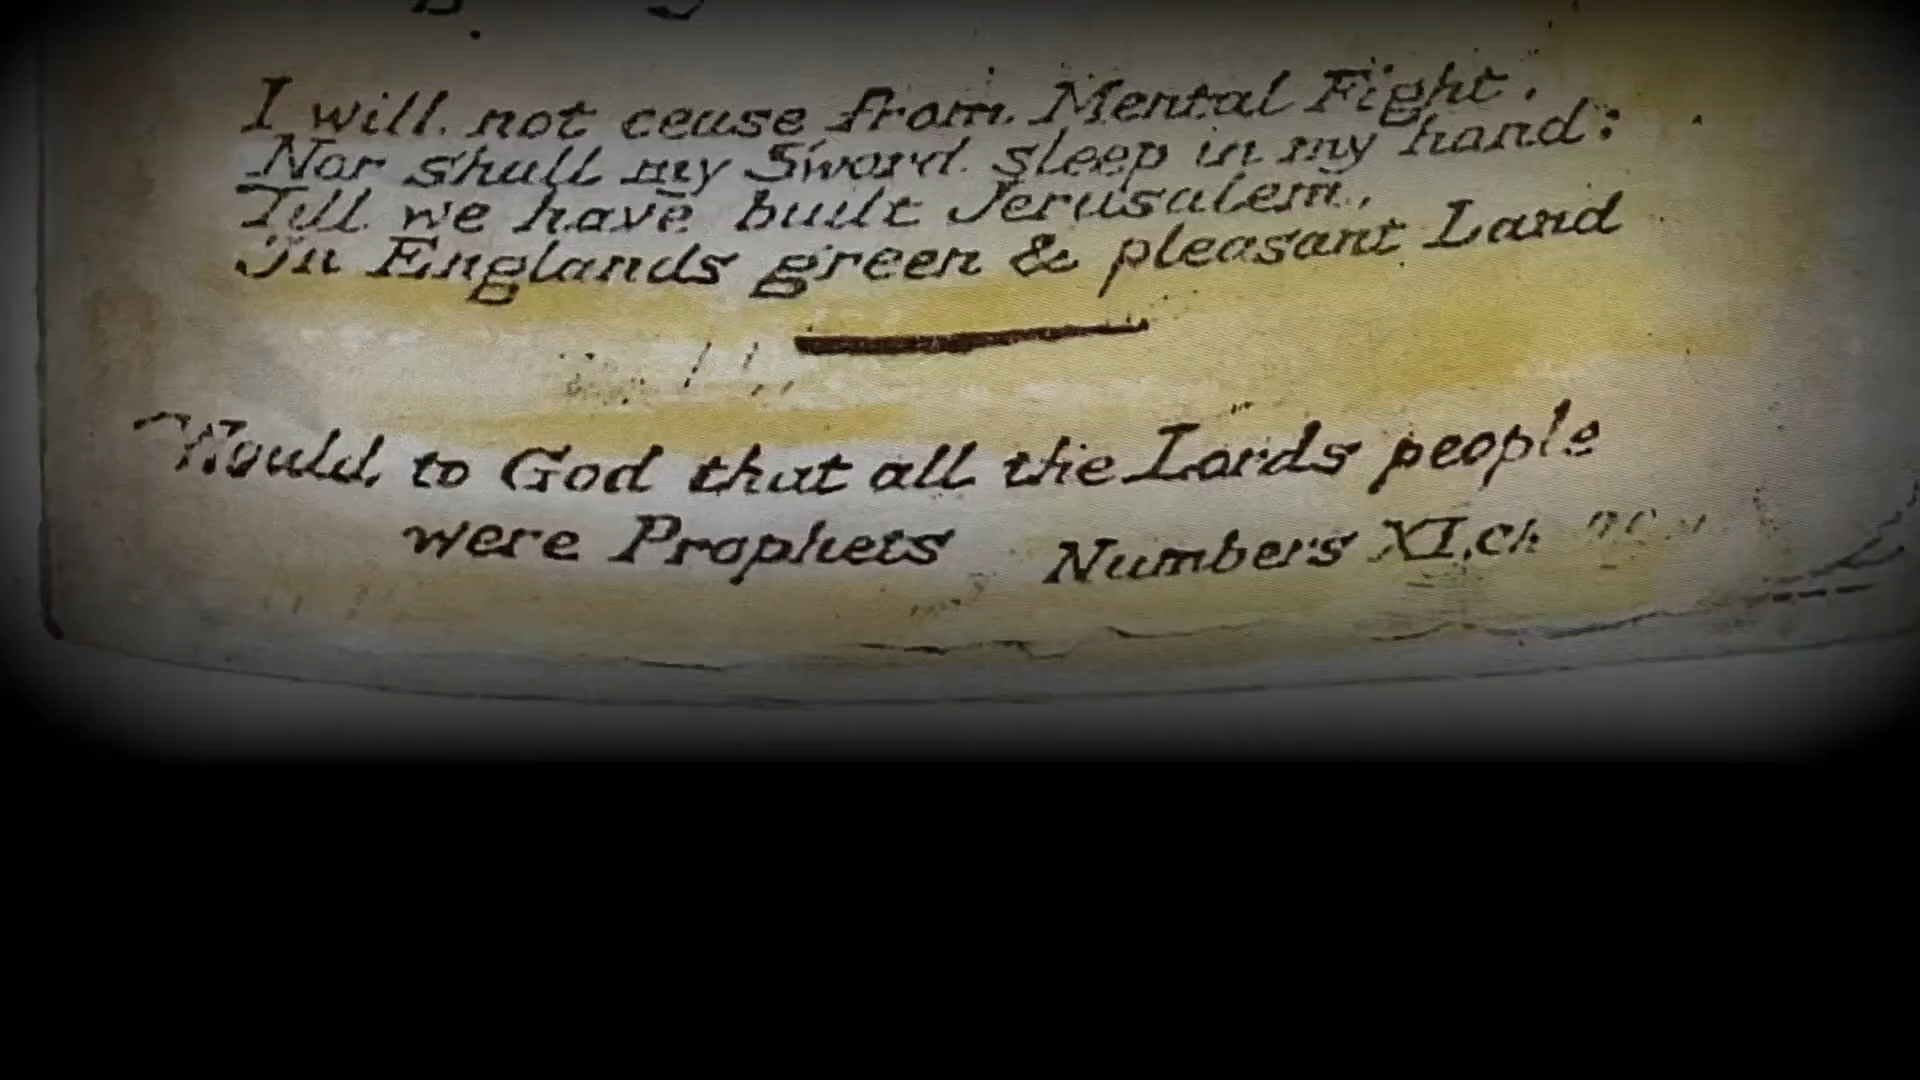 I will not cease from Mental Fight,
Nor shall my Sword sleep in my hand:
Till we have built Jerusalem,
In Englands green & pleasant Land
Would to God that all the Lords people
were Prophets Numbers XI.ch